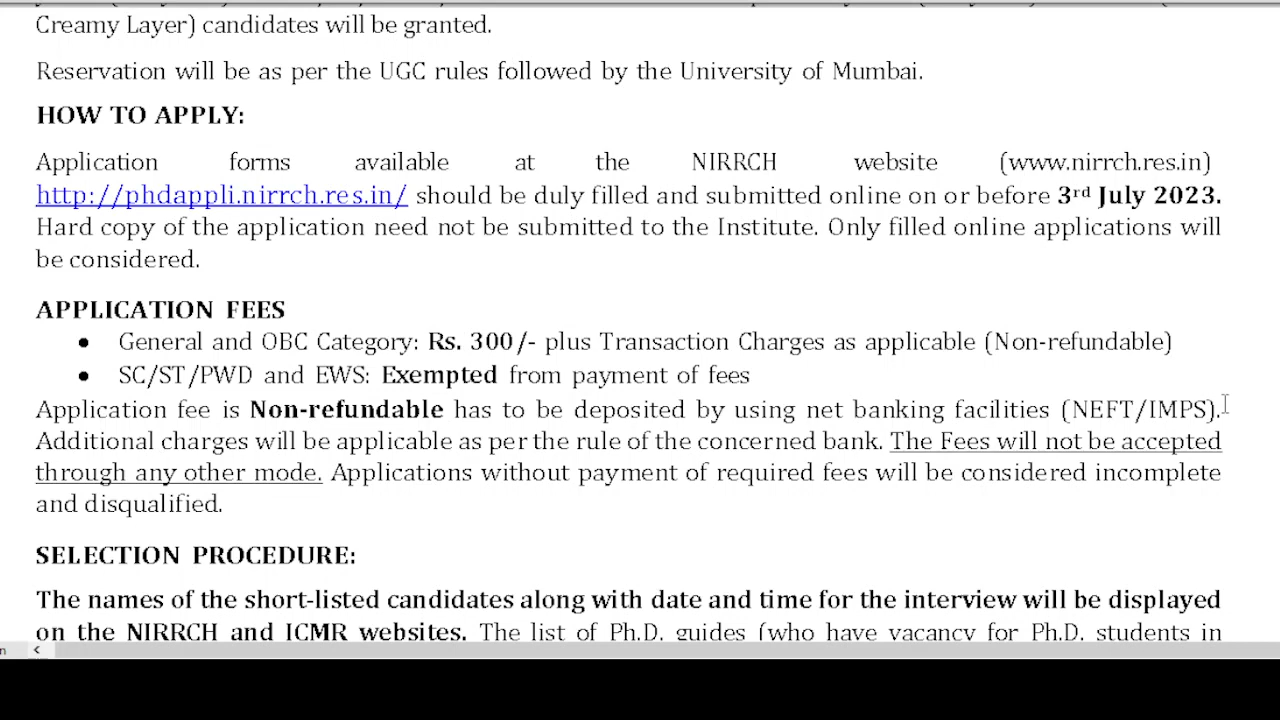 Creamy Layer) candidates will be granted.
Reservation will be as per the UGC rules followed by the University of Mumbai.
HOW TO APPLY:
Application forms available at the NIRRCH website (www.nirrch.res.in)
http://phdappli.nirrch.res.in/ should be duly filled and submitted online on or before 3rd July 2023.
Hard copy of the application need not be submitted to the Institute. Only filled online applications will
be considered.
APPLICATION FEES
• General and OBC Category: Rs. 300/- plus Transaction Charges as applicable (Non-refundable)
• SC/ST/PWD and EWS: Exempted from payment of fees
Application fee is Non-refundable has to be deposited by using net banking facilities (NEFT/IMPS).
Additional charges will be applicable as per the rule of the concerned bank. The Fees will not be accepted
through any other mode. Applications without payment of required fees will be considered incomplete
and disqualified.
SELECTION PROCEDURE:
The names of the short-listed candidates along with date and time for the interview will be displayed
on the NIRRCH and ICMR websites. The list of Ph.D. guides (who have vacancy for Ph.D. students in